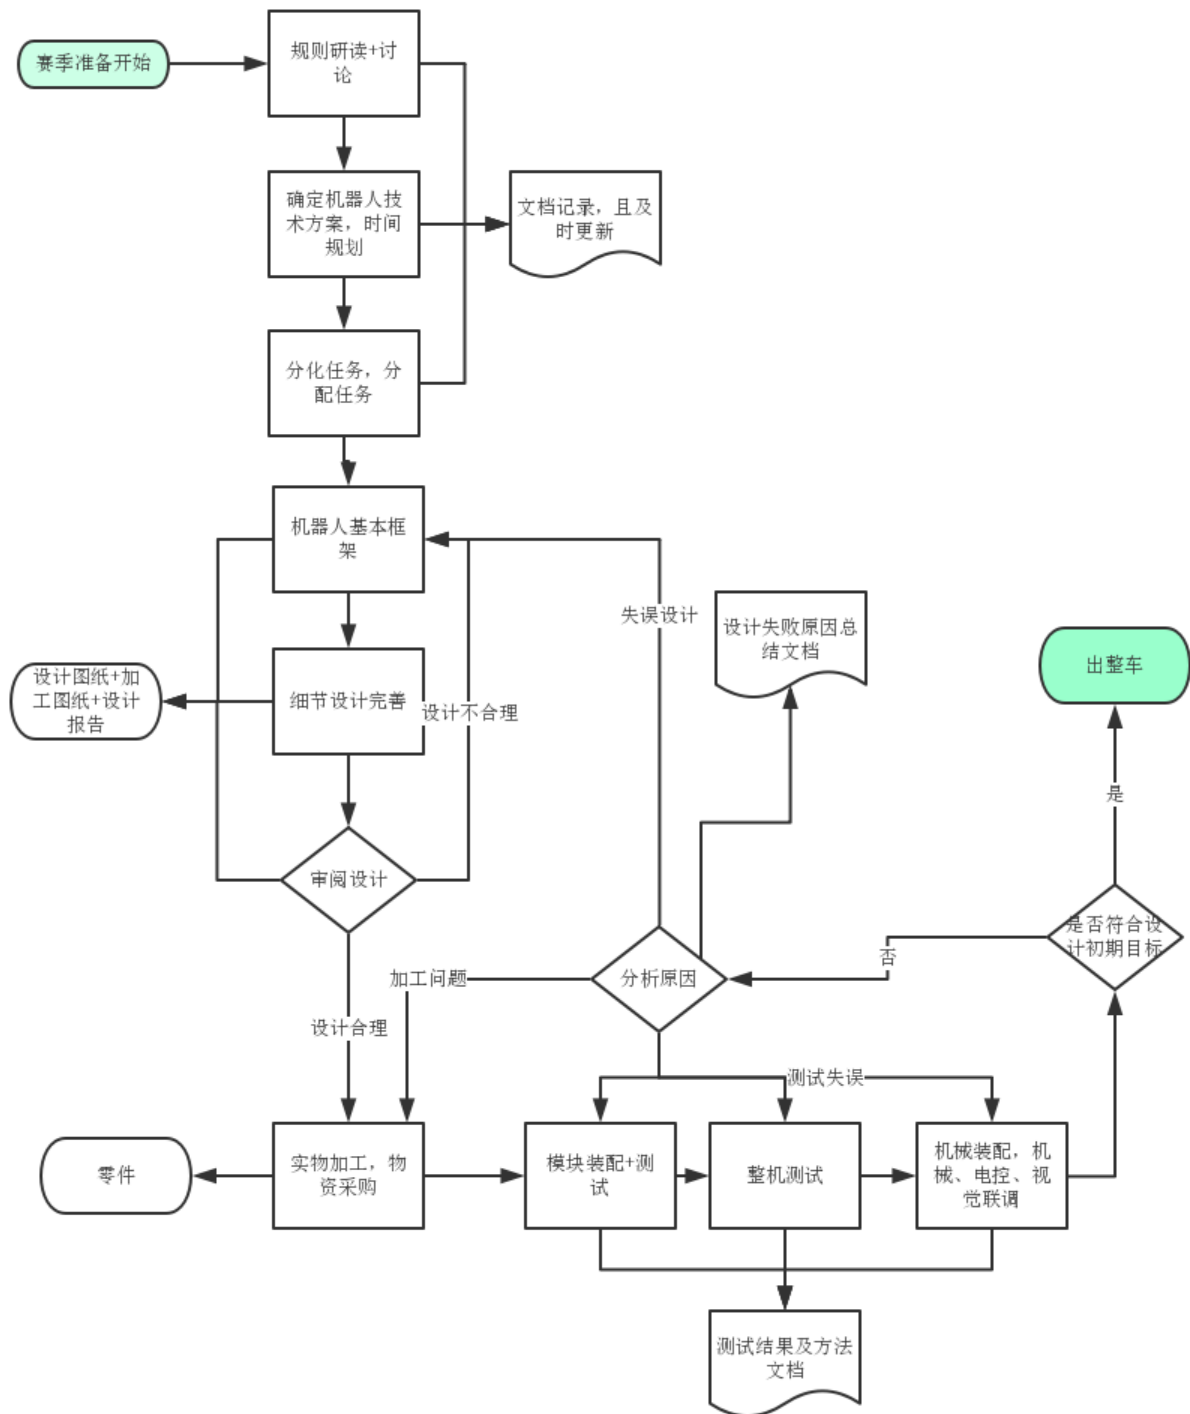 赛季准备开始
规则研读+讨
论
确定机器人技
术方案，时间
规划
文档记录，且及
时更新
分化任务，分
配任务
机器人基本框
架
失误设计
设计失败原因总
结文档
设计图纸+加
工图纸+设计
报告
细节设计完善
设计不合理
出整车
是
审阅设计
是否符合设
计初期目标
否
加工问题
分析原因
设计合理
测试失误
零件
实物加工，物
资采购
模块装配+测
试
整机测试
机械装配，机
械、电控、视
觉联调
测试结果及方法
文档